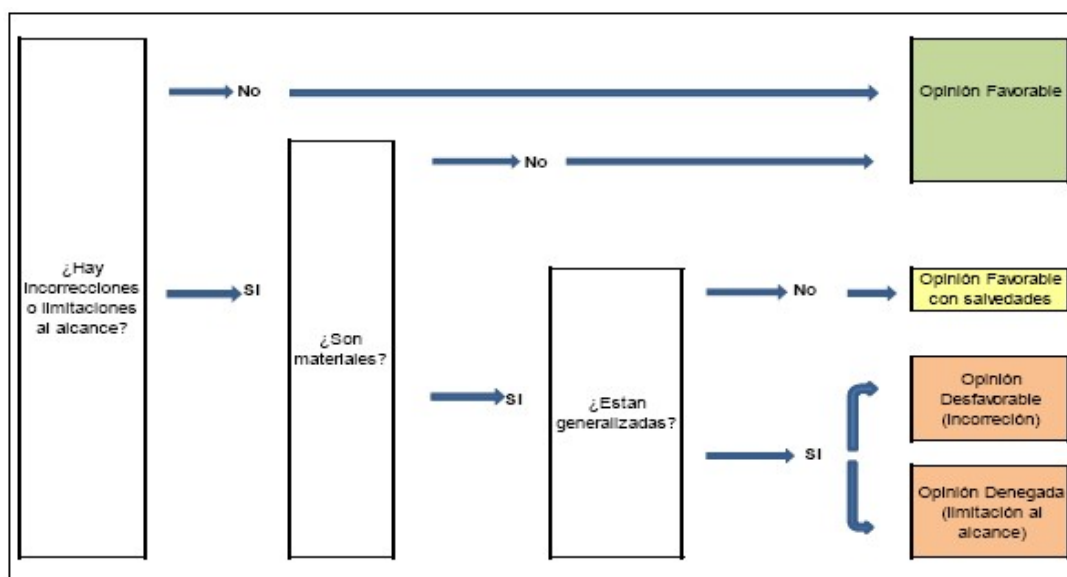 No
Opinión Favorable
No
¿Hay
Incorrecciones
o limitaciones
al alcance?
SI
¿Son
materiales?
No
Opinión Favorable
con salvedades
SI
¿Estan
generalizadas?
SI
Opinión
Desfavorable
(Incorreción)
Opinión Denegada
(limitación al
alcance)